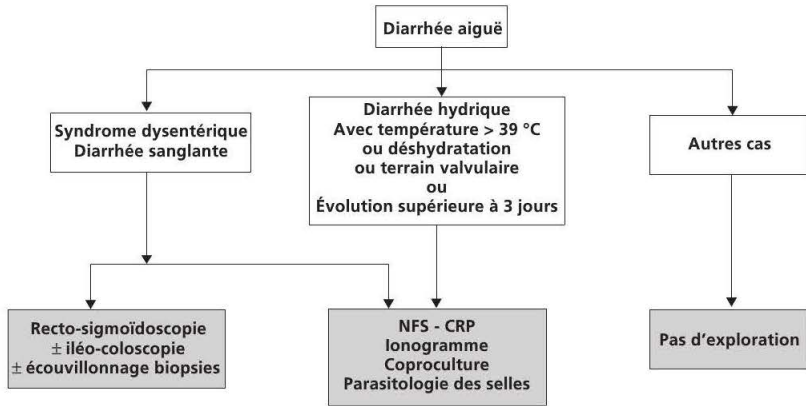 Diarrhée aiguë
Syndrome dysentérique
Diarrhée sanglante
Diarrhée hydrique
Avec température > 39 °C
ou déshydratation
ou terrain valvulaire
ou
Évolution supérieure à 3 jours
Autres cas
Recto-sigmoïdoscopie
± iléo-coloscopie
± écouvillonnage biopsies
NFS - CRP
Ionogramme
Coproculture
Parasitologie des selles
Pas d’exploration